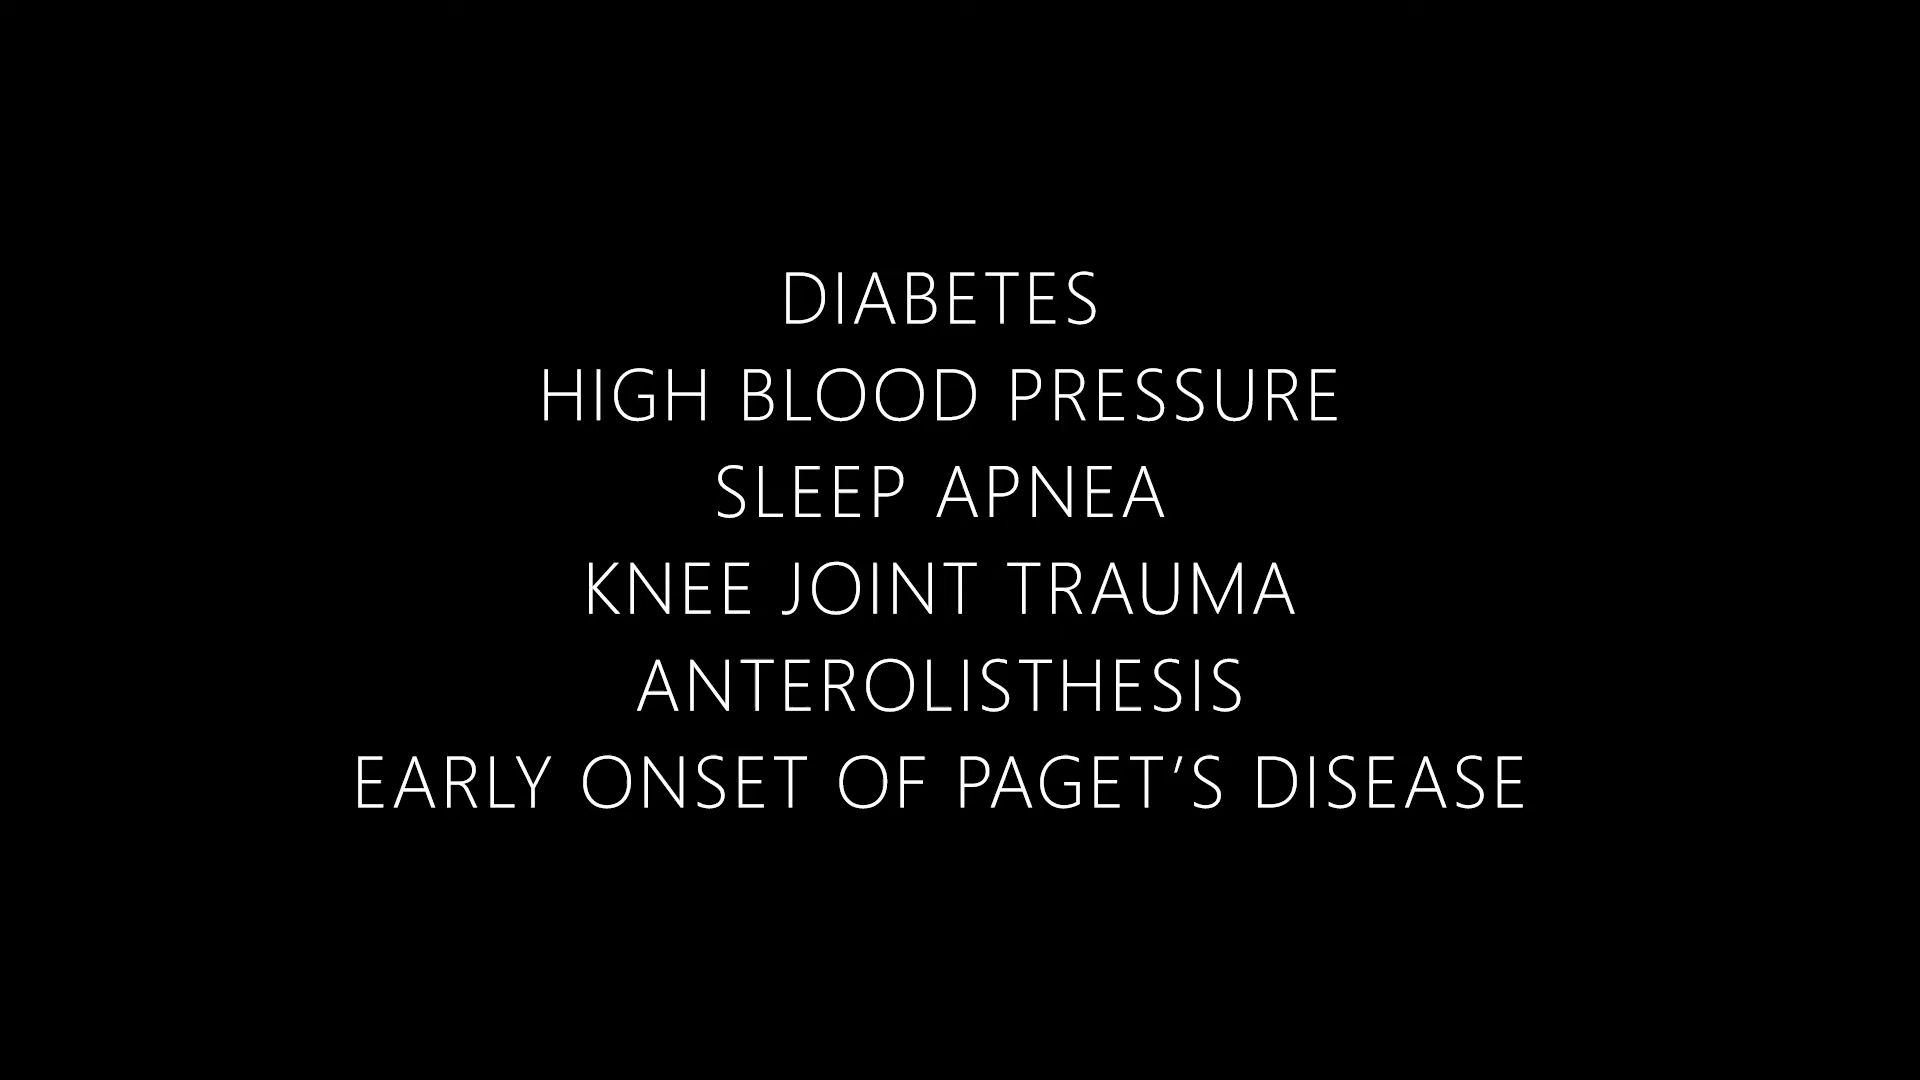 DIABETES
HIGH BLOOD PRESSURE
SLEEP APNEA
KNEE JOINT TRAUMA
ANTEROLISTHESIS
EARLY ONSET OF PAGET’S DISEASE